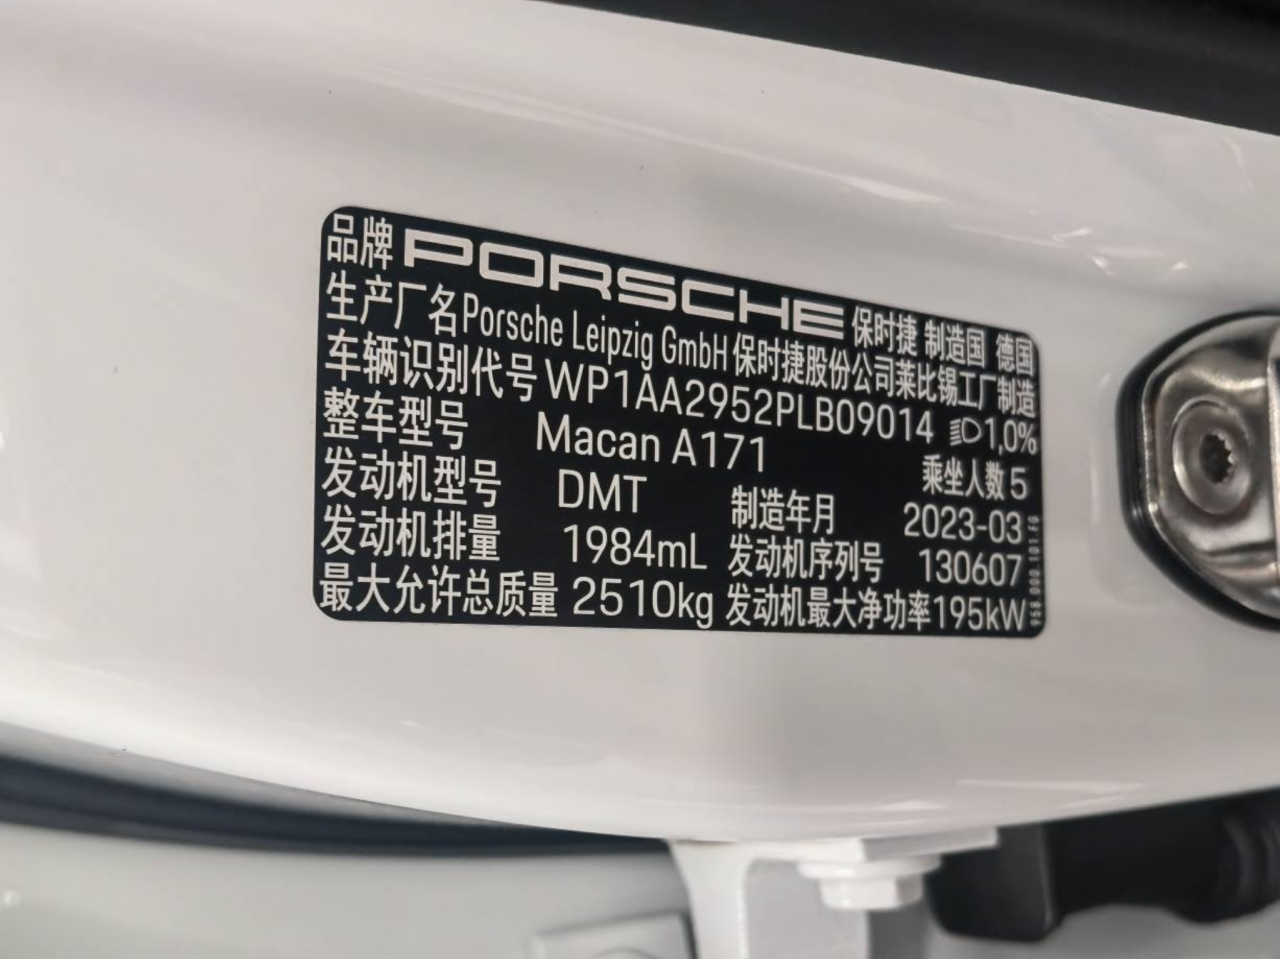 品牌 PORSCHE 保时捷 制造国 德国
生产厂名 Porsche Leipzig GmbH 保时捷股份公司莱比锡工厂制造
车辆识别代号 WP1AA2952PLB09014 1,0%
整车型号 Macan A171 乘坐人数 5
发动机型号 DMT 制造年月 2023-03
发动机排量 1984mL 发动机序列号 130607
最大允许总质量 2510kg 发动机最大净功率 195kW